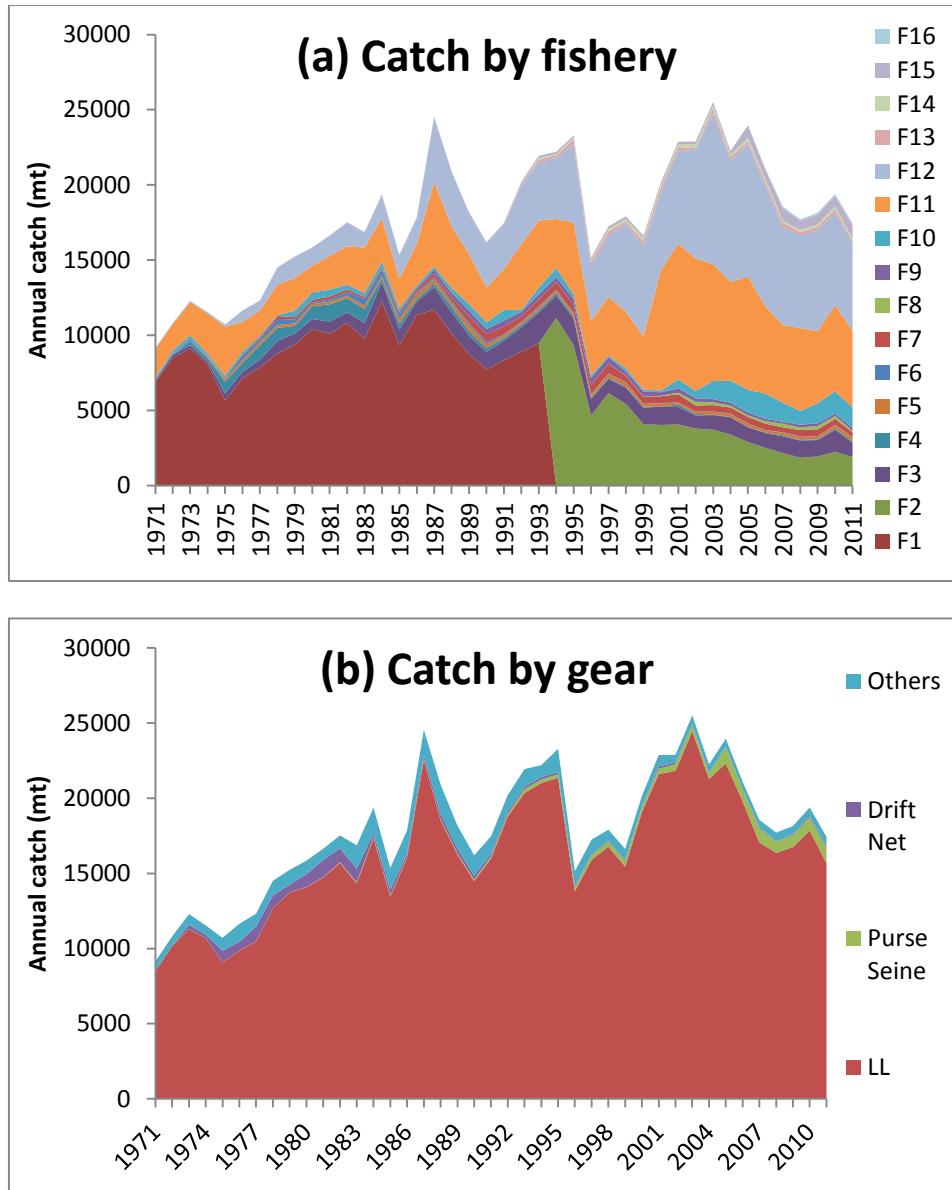 (a) Catch by fishery
Annual catch (mt)
30000
25000
20000
15000
10000
5000
0
1971
1973
1975
1977
1979
1981
1983
1985
1987
1989
1991
1993
1995
1997
1999
2001
2003
2005
2007
2009
2011
F16
F15
F14
F13
F12
F11
F10
F9
F8
F7
F6
F5
F4
F3
F2
F1
(b) Catch by gear
Annual catch (mt)
30000
25000
20000
15000
10000
5000
0
1971
1974
1977
1980
1983
1986
1989
1992
1995
1998
2001
2004
2007
2010
Others
Drift
Net
Purse
Seine
LL